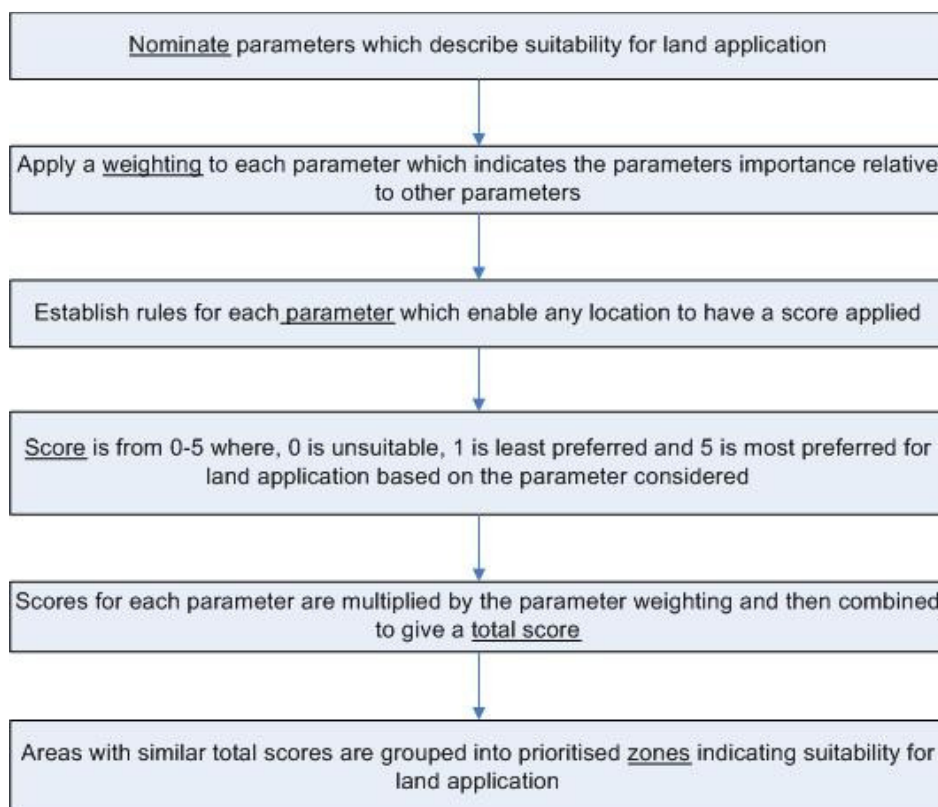 Nominate parameters which describe suitability for land application
Apply a weighting to each parameter which indicates the parameters importance relative
to other parameters
Establish rules for each parameter which enable any location to have a score applied
Score is from 0-5 where, 0 is unsuitable, 1 is least preferred and 5 is most preferred for
land application based on the parameter considered
Scores for each parameter are multiplied by the parameter weighting and then combined
to give a total score
Areas with similar total scores are grouped into prioritised zones indicating suitability for
land application